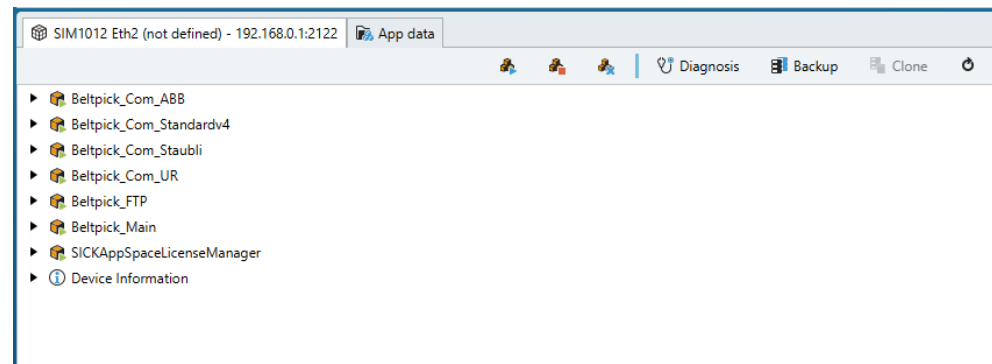 SIM1012 Eth2 (not defined) - 192.168.0.1:2122 App data
Diagnosis Backup Clone
Beltpick_Com_ABB
Beltpick_Com_Standardv4
Beltpick_Com_Staubli
Beltpick_Com_UR
Beltpick_FTP
Beltpick_Main
SICKAppSpaceLicenseManager
Device Information